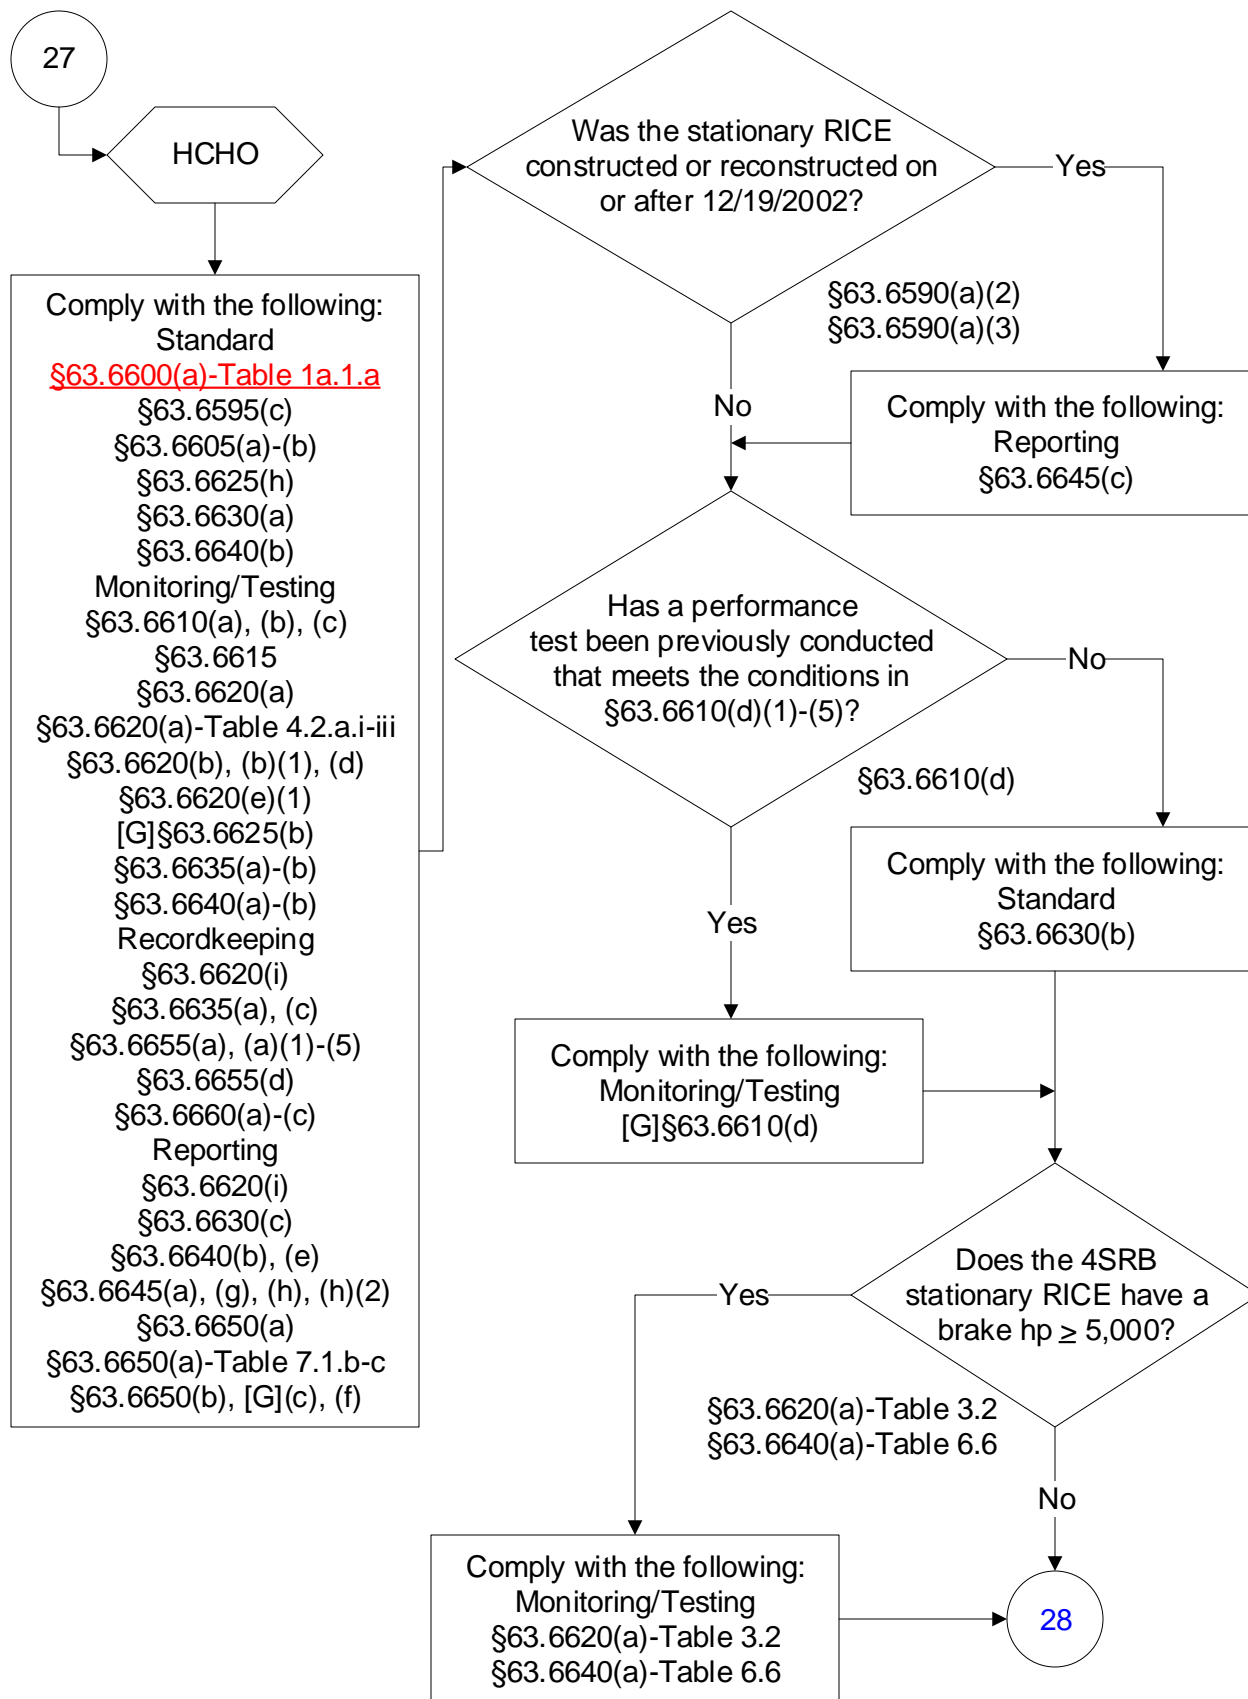 27
HCHO
Comply with the following:
Standard
§63.6600(a)-Table 1a.1.a
§63.6595(c)
§63.6605(a)-(b)
§63.6625(h)
§63.6630(a)
§63.6640(b)
Monitoring/Testing
§63.6610(a), (b), (c)
§63.6615
§63.6620(a)
§63.6620(a)-Table 4.2.a.i-iii
§63.6620(b), (b)(1), (d)
§63.6620(e)(1)
[G]§63.6625(b)
§63.6635(a)-(b)
§63.6640(a)-(b)
Recordkeeping
§63.6620(i)
§63.6635(a), (c)
§63.6655(a), (a)(1)-(5)
§63.6655(d)
§63.6660(a)-(c)
Reporting
§63.6620(i)
§63.6630(c)
§63.6640(b), (e)
§63.6645(a), (g), (h), (h)(2)
§63.6650(a)
§63.6650(a)-Table 7.1.b-c
§63.6650(b), [G](c), (f)
Was the stationary RICE
constructed or reconstructed on
or after 12/19/2002?
Yes
§63.6590(a)(2)
§63.6590(a)(3)
No
Comply with the following:
Reporting
§63.6645(c)
Has a performance
test been previously conducted
that meets the conditions in
§63.6610(d)(1)-(5)?
No
§63.6610(d)
Yes
Comply with the following:
Standard
§63.6630(b)
Comply with the following:
Monitoring/Testing
[G]§63.6610(d)
Does the 4SRB
stationary RICE have a
brake hp ≥ 5,000?
Yes
§63.6620(a)-Table 3.2
§63.6640(a)-Table 6.6
No
Comply with the following:
Monitoring/Testing
§63.6620(a)-Table 3.2
§63.6640(a)-Table 6.6
28